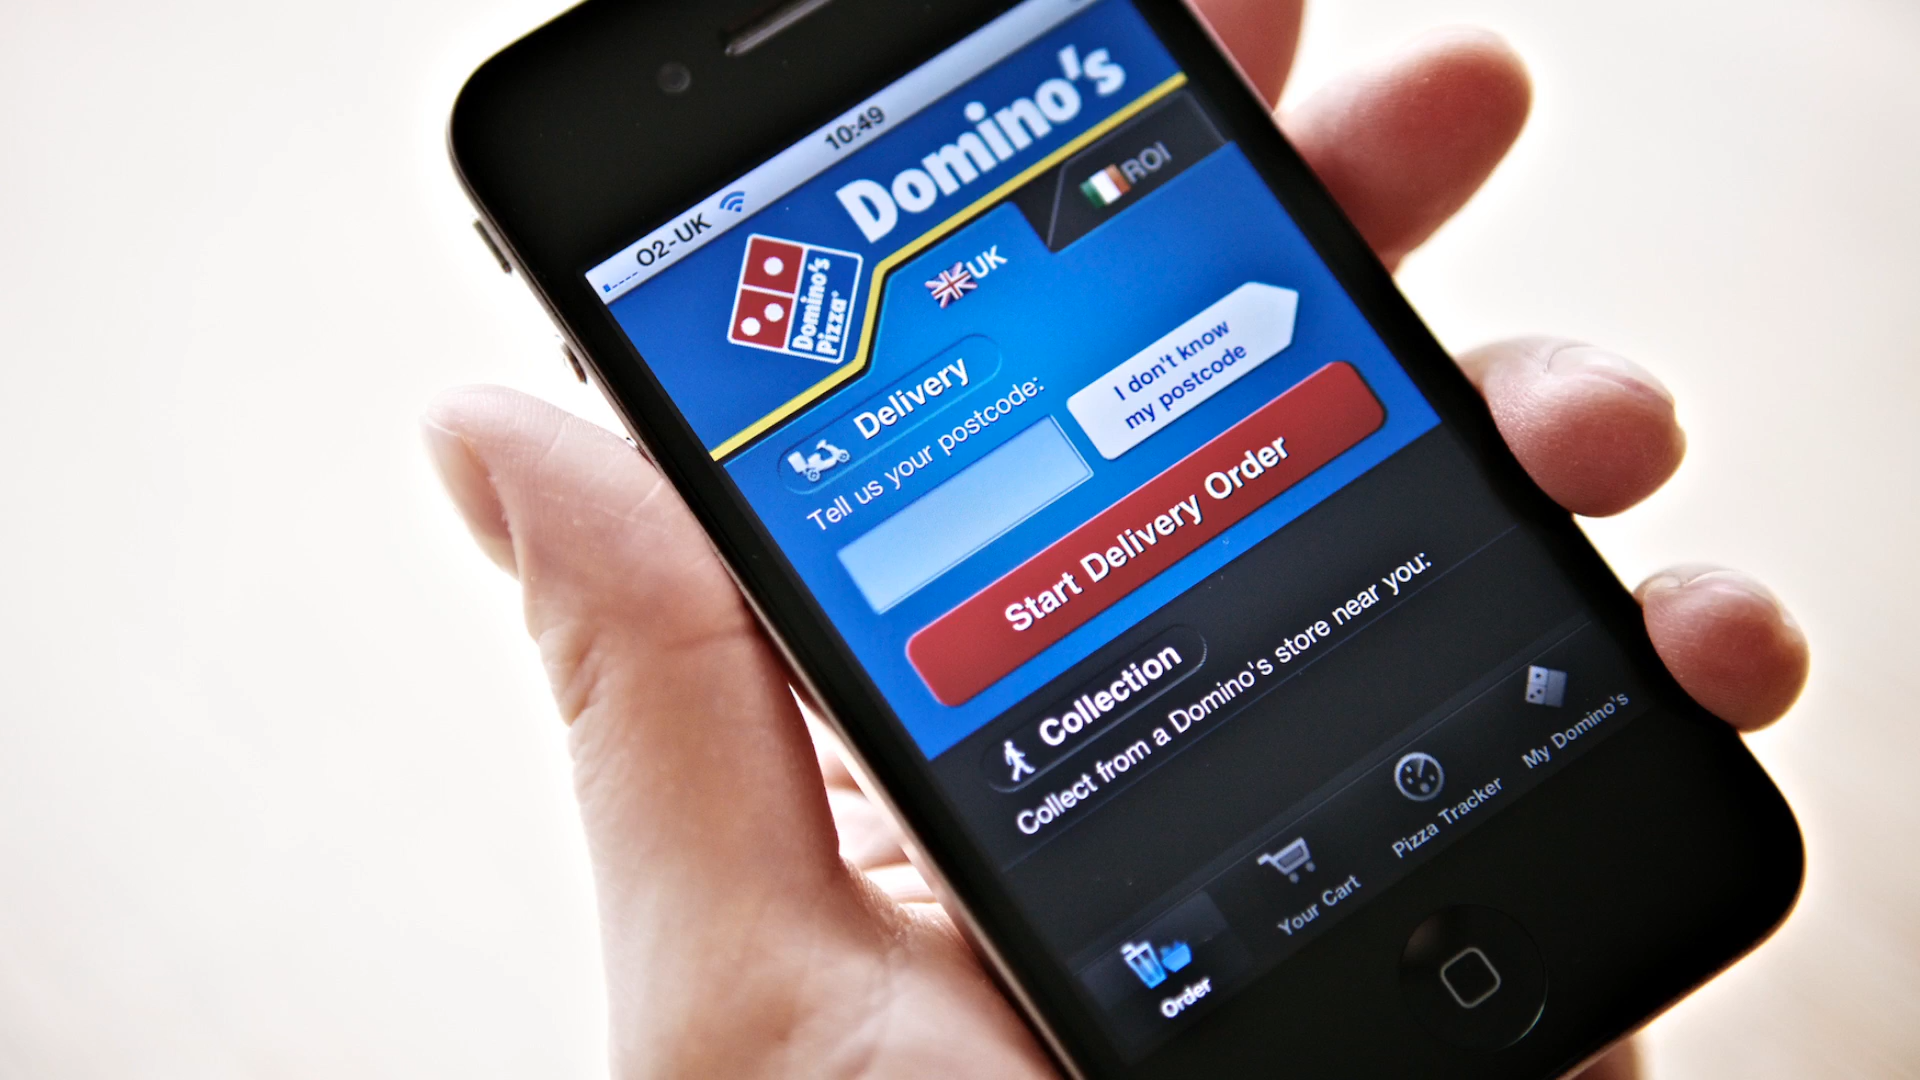 O2-UK
10:49
Domino's
Domino's
Pizza
UK
ROI
Delivery
Tell us your postcode:
I don't know
my postcode
Start Delivery Order
Collection
Collect from a Domino's store near you:
Order
Your Cart
Pizza Tracker
My Domino's